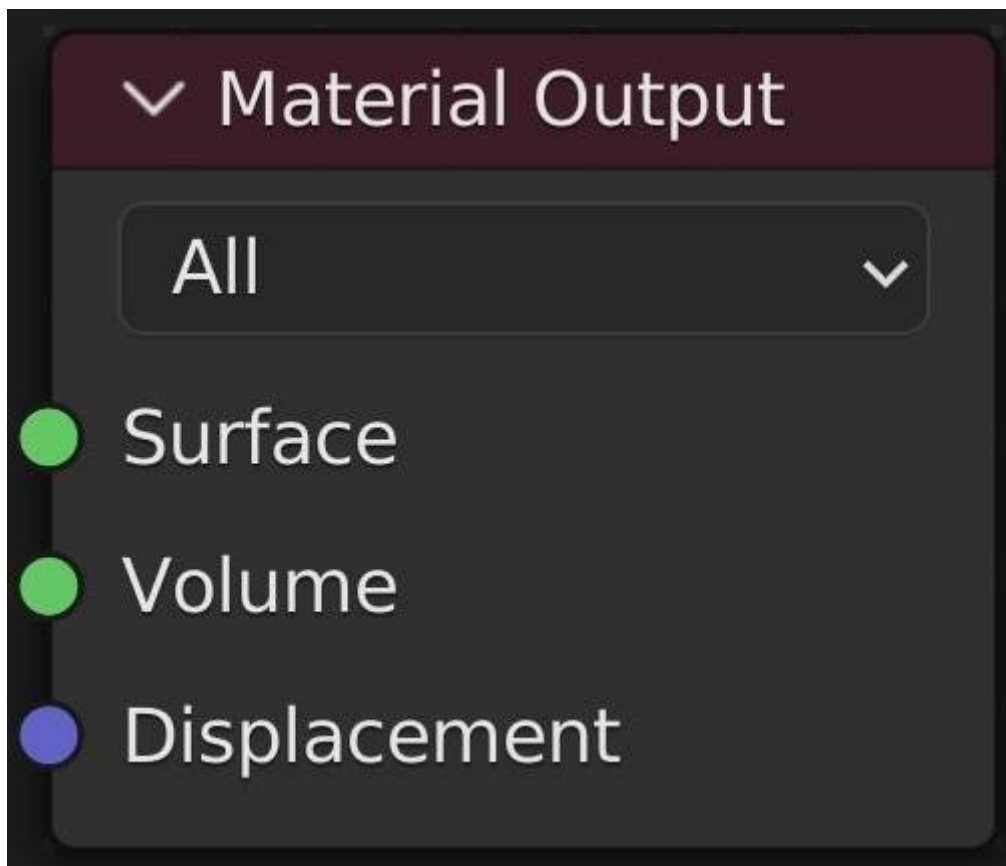 Material Output
All
Surface
Volume
Displacement